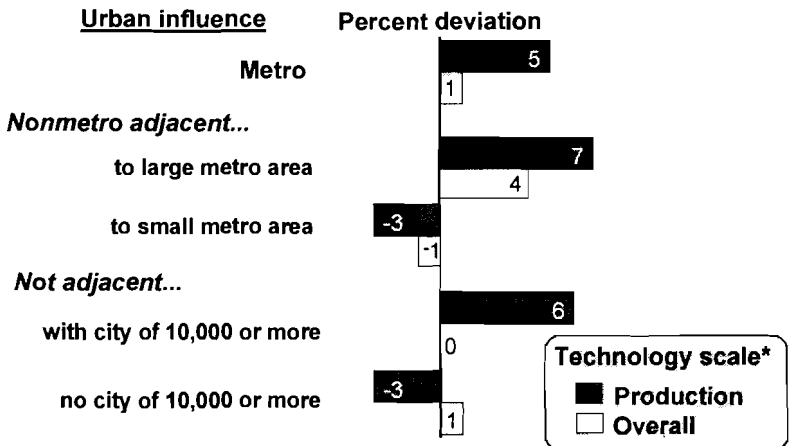 Urban influence Percent deviation
Metro 5
1
Nonmetro adjacent...
to large metro area 7
4
to small metro area -3
-1
Not adjacent...
with city of 10,000 or more 6
0
no city of 10,000 or more -3
1
Technology scale*
Production
Overall